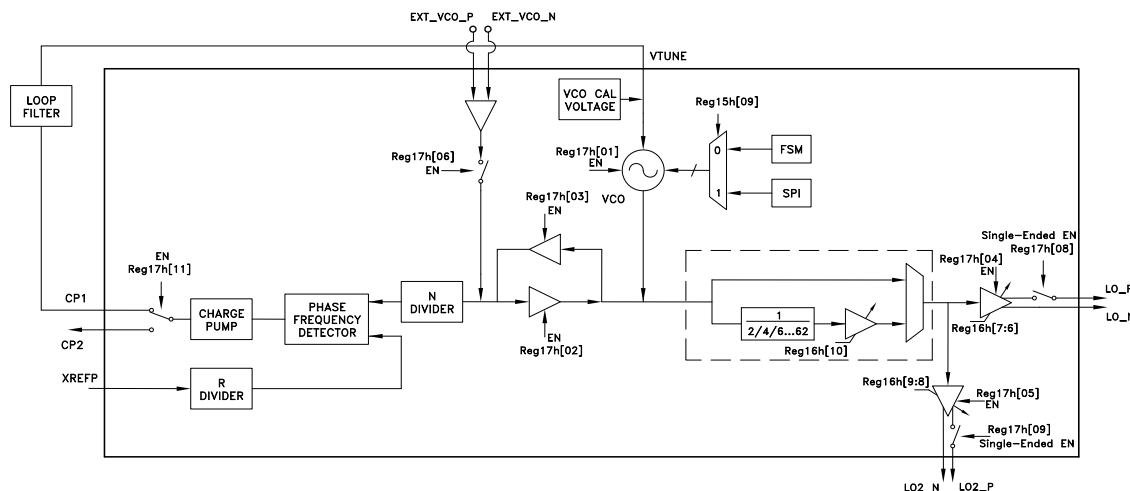 EXT_VCO_P EXT_VCO_N
VTUNE
LOOP
FILTER
VCO CAL
VOLTAGE
Reg15h[09]
0
FSM
Reg17h[06]
EN
Reg17h[01]
EN
1
SPI
VCO
Reg17h[03]
EN
Single-Ended EN
Reg17h[08]
Reg17h[04]
EN
EN
Reg17h[11]
CP1
CHARGE
PUMP
PHASE
FREQUENCY
DETECTOR
N
DIVIDER
LO_P
LO_N
1
2/4/6...62
Reg16h[7:6]
EN
Reg17h[02]
Reg16h[10]
CP2
XREFP
R
DIVIDER
Reg16h[9:8]
Reg17h[05]
EN
Reg17h[09]
Single-Ended EN
LO2_N LO2_P